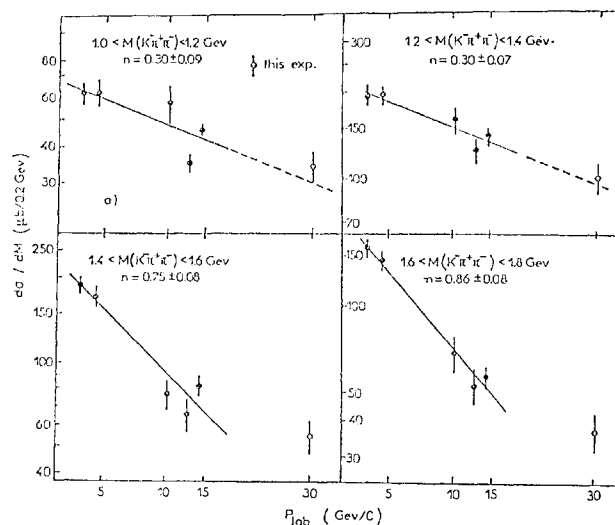 1.0 < M(K⁻π⁺π⁻) < 1.2 Gev
n = 0.30 ± 0.09
this exp.
60
60
40
30
a)
1.2 < M(K⁻π⁺π⁻) < 1.4 Gev
n = 0.30 ± 0.07
300
150
100
70
dσ / dM (μb/0.2 Gev)
1.4 < M(K⁻π⁺π⁻) < 1.6 Gev
n = 0.75 ± 0.08
250
150
100
60
40
1.6 < M(K⁻π⁺π⁻) < 1.8 Gev
n = 0.86 ± 0.08
150
100
50
40
30
5 10 15 30
5 10 15 30
P_lab (Gev/c)